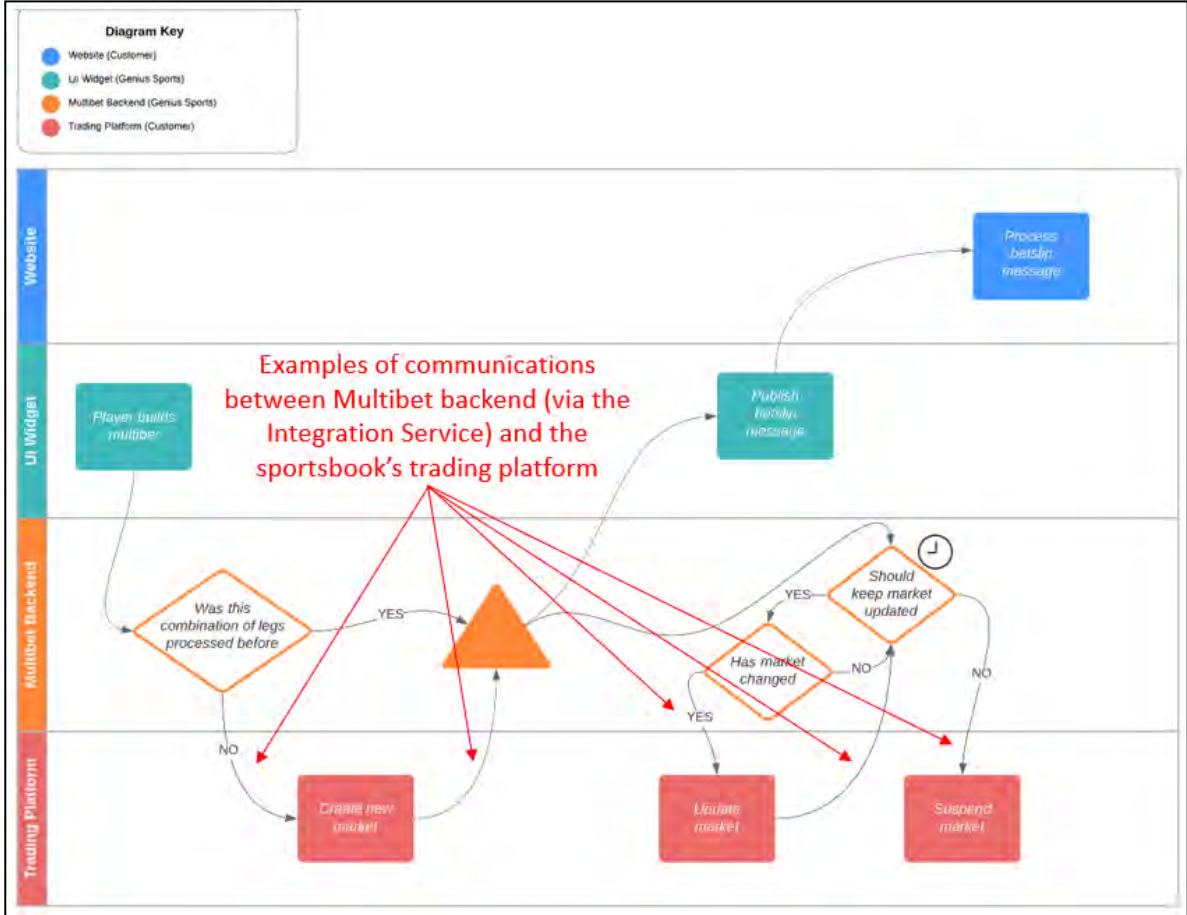 Diagram Key
Website (Customer)
UI Widget (Genius Sports)
Multibet Backend (Genius Sports)
Trading Platform (Customer)
Website
Process
betslip
message
UI Widget
Player builds
multibet
Examples of communications
between Multibet backend (via the
Integration Service) and the
sportsbook's trading platform
Publish
betslip
message
Multibet Backend
Was this
combination of legs
processed before
YES
NO
Should
keep market
updated
YES
NO
Has market
changed
NO
YES
Trading Platform
Create new
market
Update
market
Suspend
market